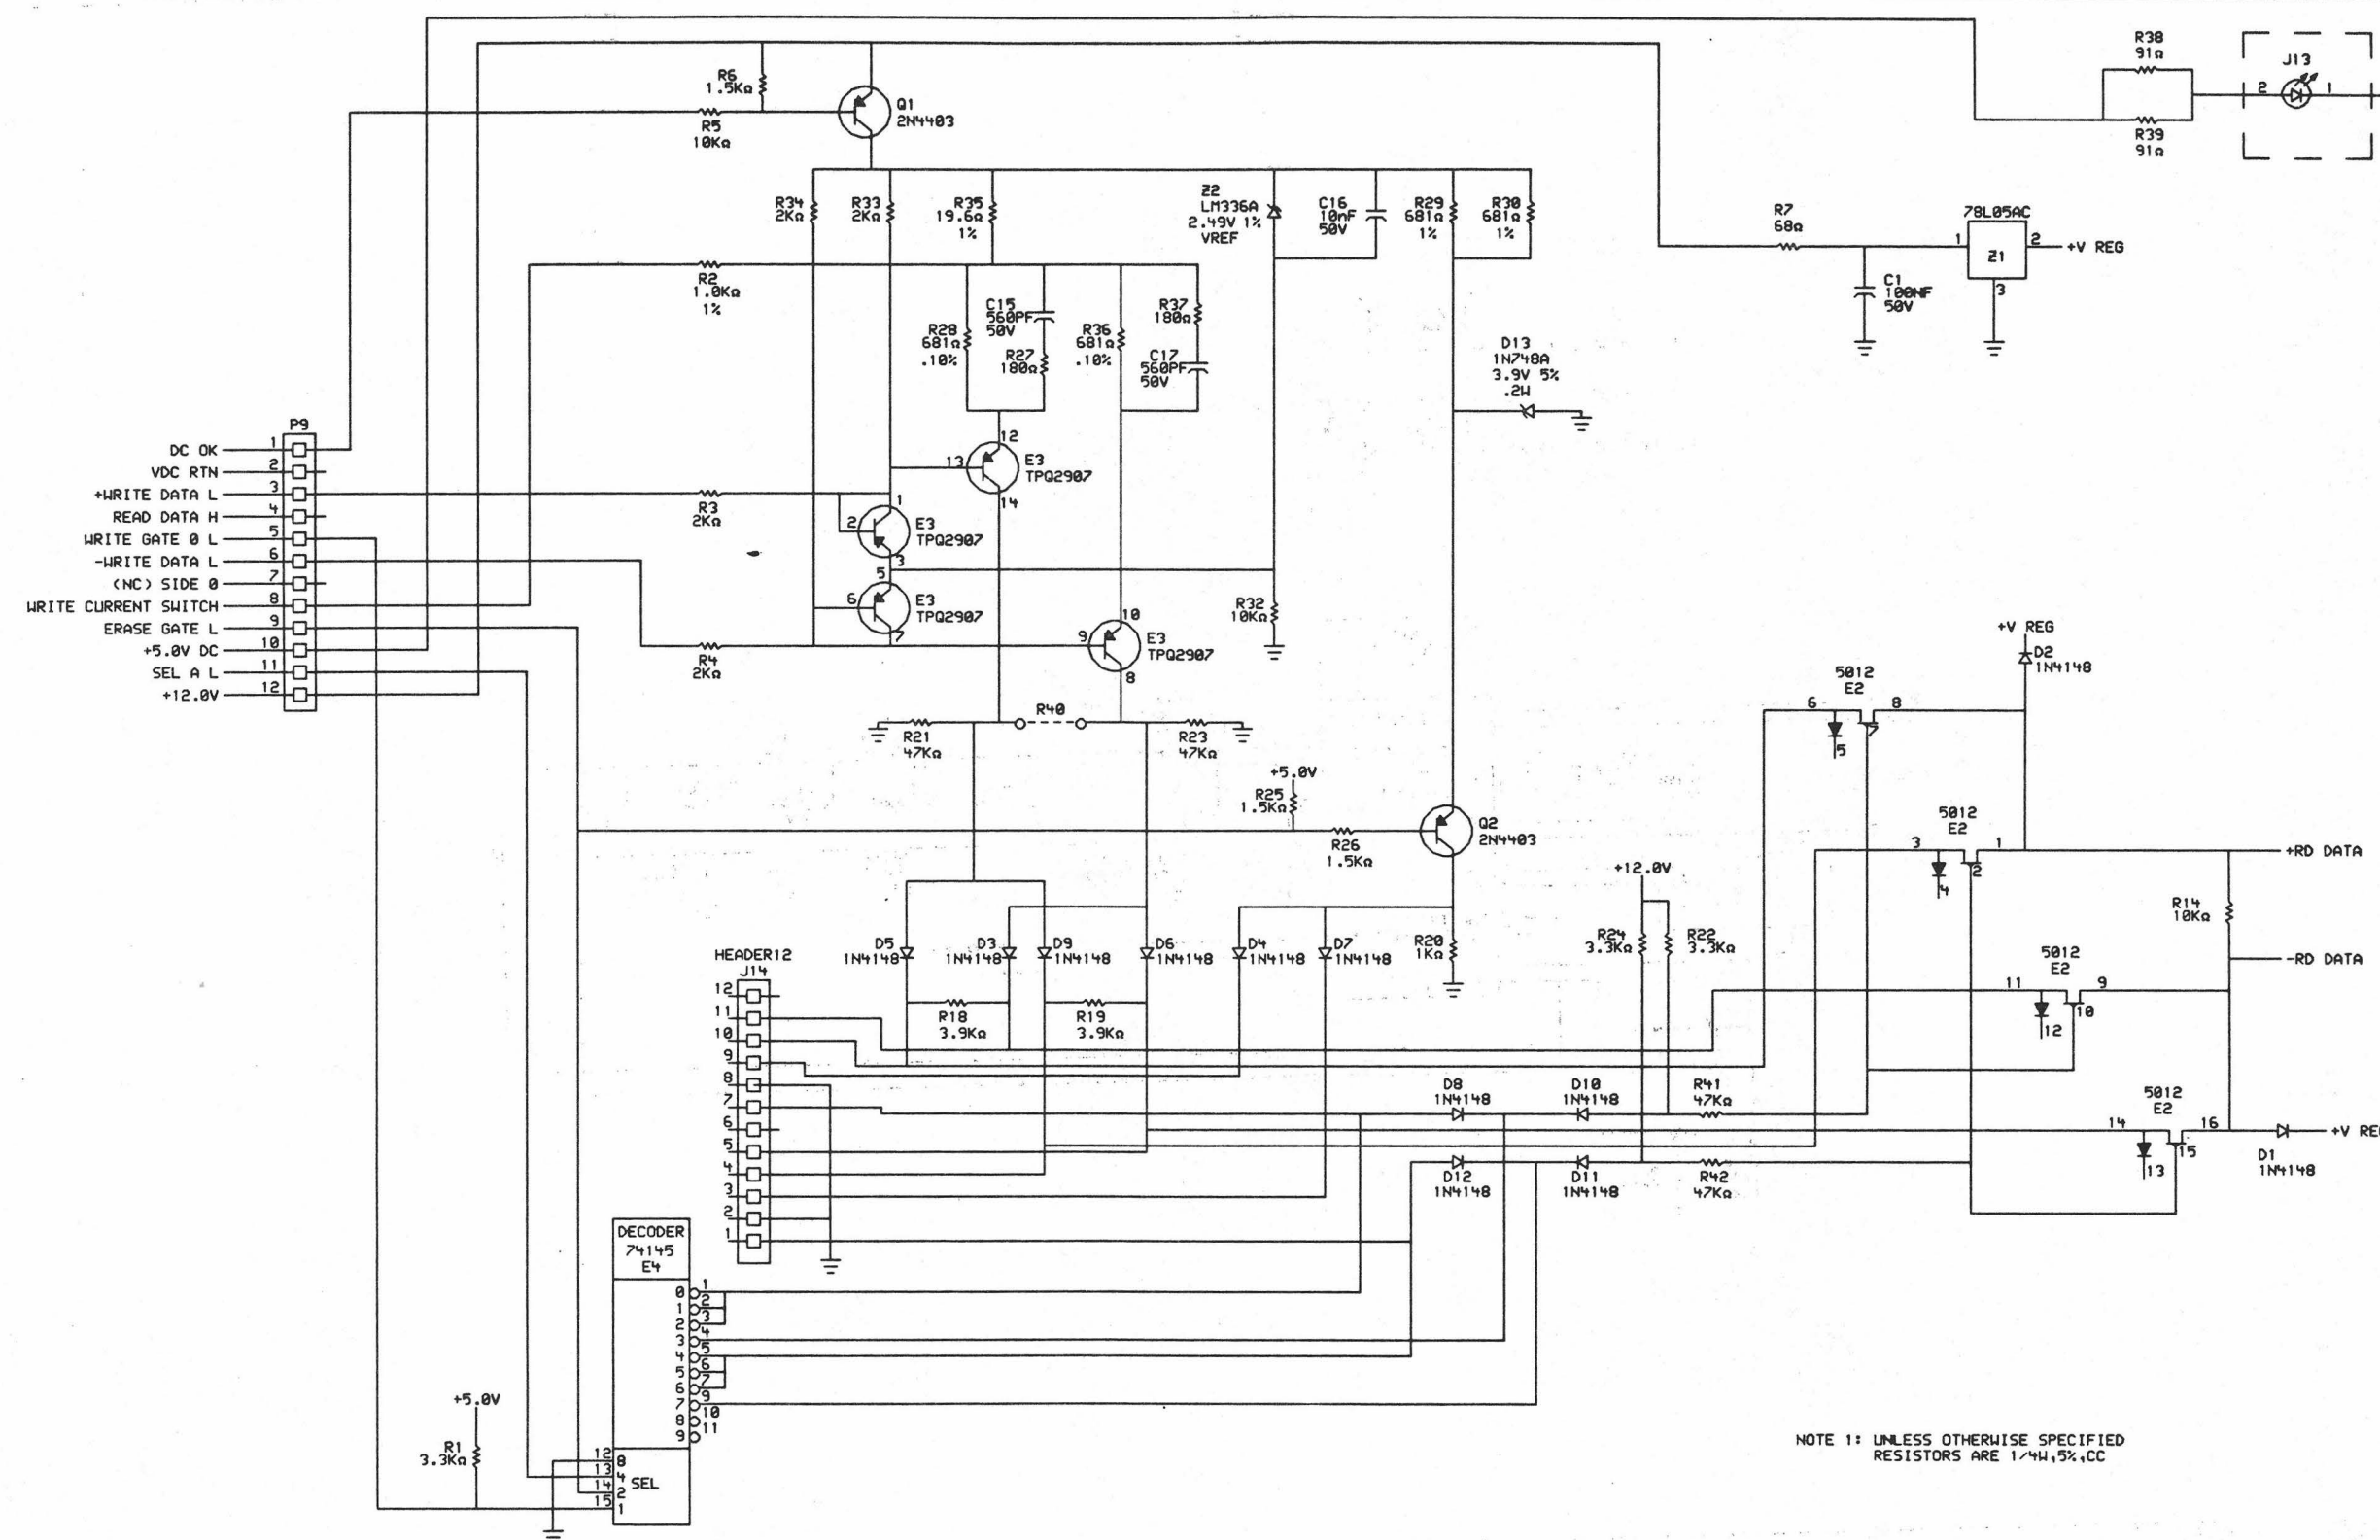 R38
91Ω
J13
2
1
R39
91Ω
R6
1.5KΩ
Q1
2N4403
R5
10KΩ
R34
2KΩ
R33
2KΩ
R35
19.6Ω
1%
Z2
LM336A
2.49V 1%
VREF
C16
10nF
50V
R29
681Ω
1%
R30
681Ω
1%
R7
68Ω
78L05AC
1
2
Z1
3
+V REG
C1
100NF
50V
R2
1.0KΩ
1%
R28
681Ω
.10%
C15
560PF
50V
R27
180Ω
R36
681Ω
.10%
R37
180Ω
C17
560PF
50V
D13
1N748A
3.9V 5%
.2W
P9
DC OK 1
VDC RTN 2
+WRITE DATA L 3
READ DATA H 4
WRITE GATE 0 L 5
-WRITE DATA L 6
(NC) SIDE 0 7
WRITE CURRENT SWITCH 8
ERASE GATE L 9
+5.0V DC 10
SEL A L 11
+12.0V 12
12
13
E3
TPQ2907
14
R3
2KΩ
1
2
E3
TPQ2907
3
5
6
E3
TPQ2907
7
R4
2KΩ
10
9
E3
TPQ2907
8
R32
10KΩ
R40
R21
47KΩ
R23
47KΩ
+5.0V
R25
1.5KΩ
R26
1.5KΩ
Q2
2N4403
+V REG
D2
1N4148
5012
E2
6
8
7
5
5012
E2
3
1
2
4
+RD DATA
R14
10KΩ
-RD DATA
5012
E2
11
9
10
12
5012
E2
14
16
15
13
D1
1N4148
+V RE
+12.0V
R24
3.3KΩ
R22
3.3KΩ
D5
1N4148
D3
1N4148
D9
1N4148
D6
1N4148
D4
1N4148
D7
1N4148
R20
1KΩ
R18
3.9KΩ
R19
3.9KΩ
HEADER12
J14
12
11
10
9
8
7
6
5
4
3
2
1
D8
1N4148
D10
1N4148
R41
47KΩ
D12
1N4148
D11
1N4148
R42
47KΩ
DECODER
74145
E4
0 1
1 2
2 3
3 4
4 5
5 6
6 7
7 9
8 10
9 11
12 8
13 4
14 2
15 1
SEL
+5.0V
R1
3.3KΩ
NOTE 1: UNLESS OTHERWISE SPECIFIED
RESISTORS ARE 1/4W,5%,CC